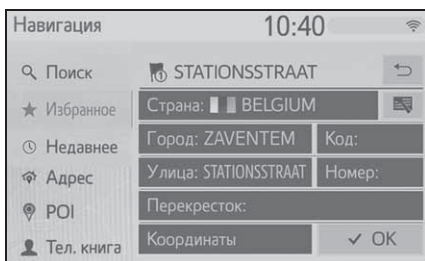 Навигация 10:40
Поиск STATIONSSTRAAT
Избранное Страна: BELGIUM
Недавнее Город: ZAVENTEM Код:
Адрес Улица: STATIONSSTRAAT Номер:
POI Перекресток:
Тел. книга Координаты OK